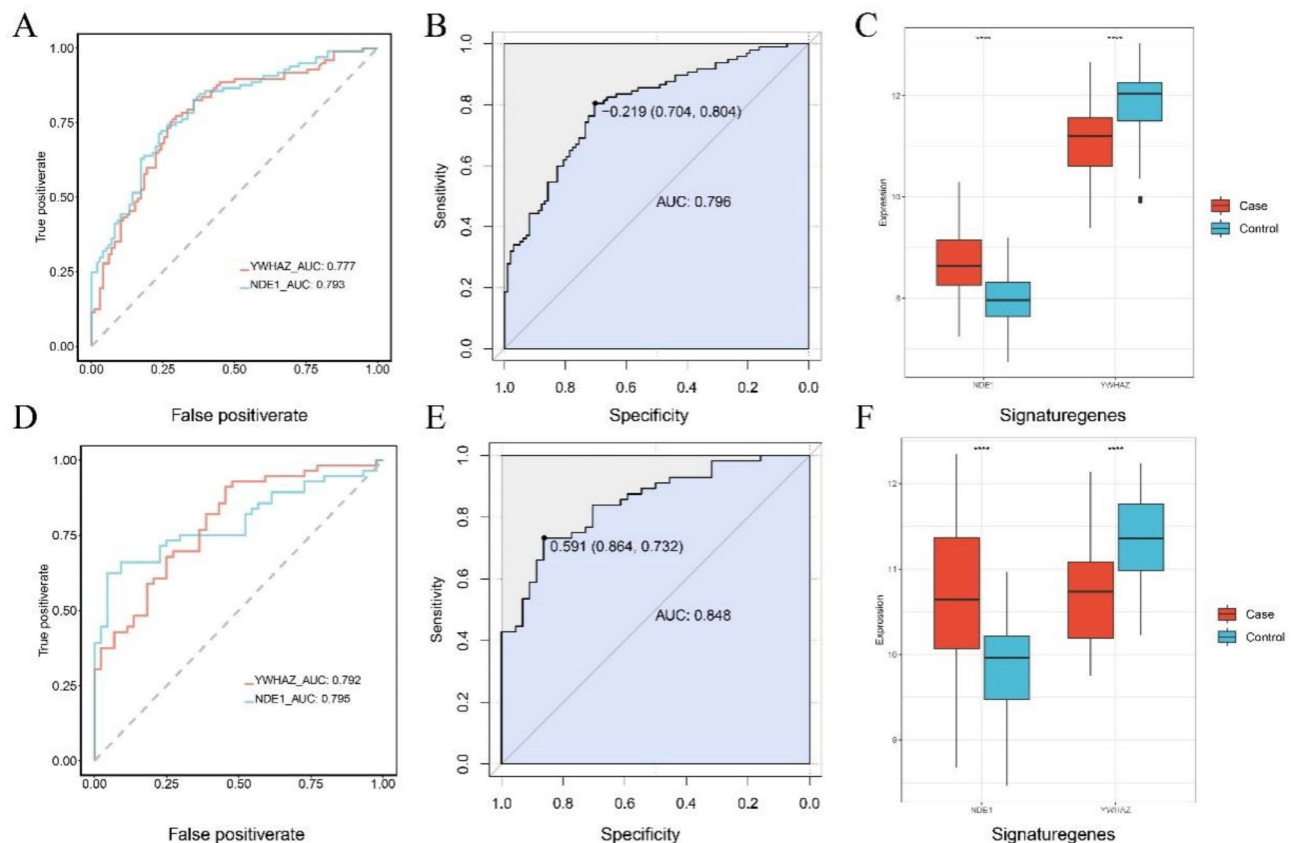 A
True positiverate
1.00
0.75
0.50
0.25
0.00
YWHAZ_AUC: 0.777
NDE1_AUC: 0.793
0.00 0.25 0.50 0.75 1.00
False positiverate
B
Sensitivity
1.0
0.8
0.6
0.4
0.2
0.0
−0.219 (0.704, 0.804)
AUC: 0.796
1.0 0.8 0.6 0.4 0.2 0.0
Specificity
C
Expression
12
10
8
**** ****
NDE1 YWHAZ
Signaturegenes
Case
Control
D
True positiverate
1.00
0.75
0.50
0.25
0.00
YWHAZ_AUC: 0.792
NDE1_AUC: 0.795
0.00 0.25 0.50 0.75 1.00
False positiverate
E
Sensitivity
1.0
0.8
0.6
0.4
0.2
0.0
0.591 (0.864, 0.732)
AUC: 0.848
1.0 0.8 0.6 0.4 0.2 0.0
Specificity
F
Expression
12
11
10
9
**** ****
NDE1 YWHAZ
Signaturegenes
Case
Control